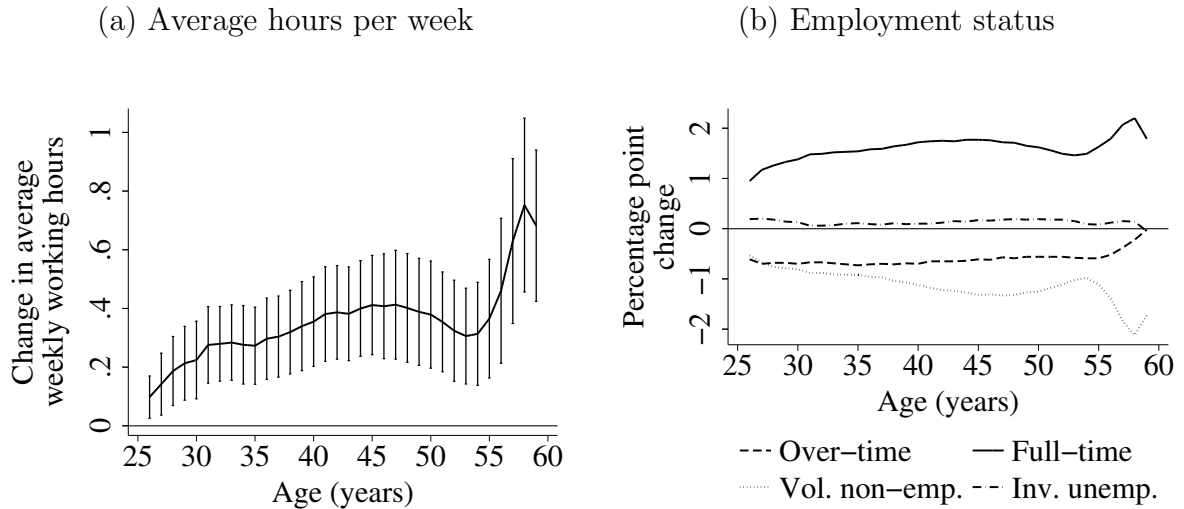 (a) Average hours per week
Change in average
weekly working hours
0 .2 .4 .6 .8 1
25 30 35 40 45 50 55 60
Age (years)
(b) Employment status
Percentage point
change
−2 −1 0 1 2
25 30 35 40 45 50 55 60
Age (years)
Over−time Full−time
Vol. non−emp. Inv. unemp.